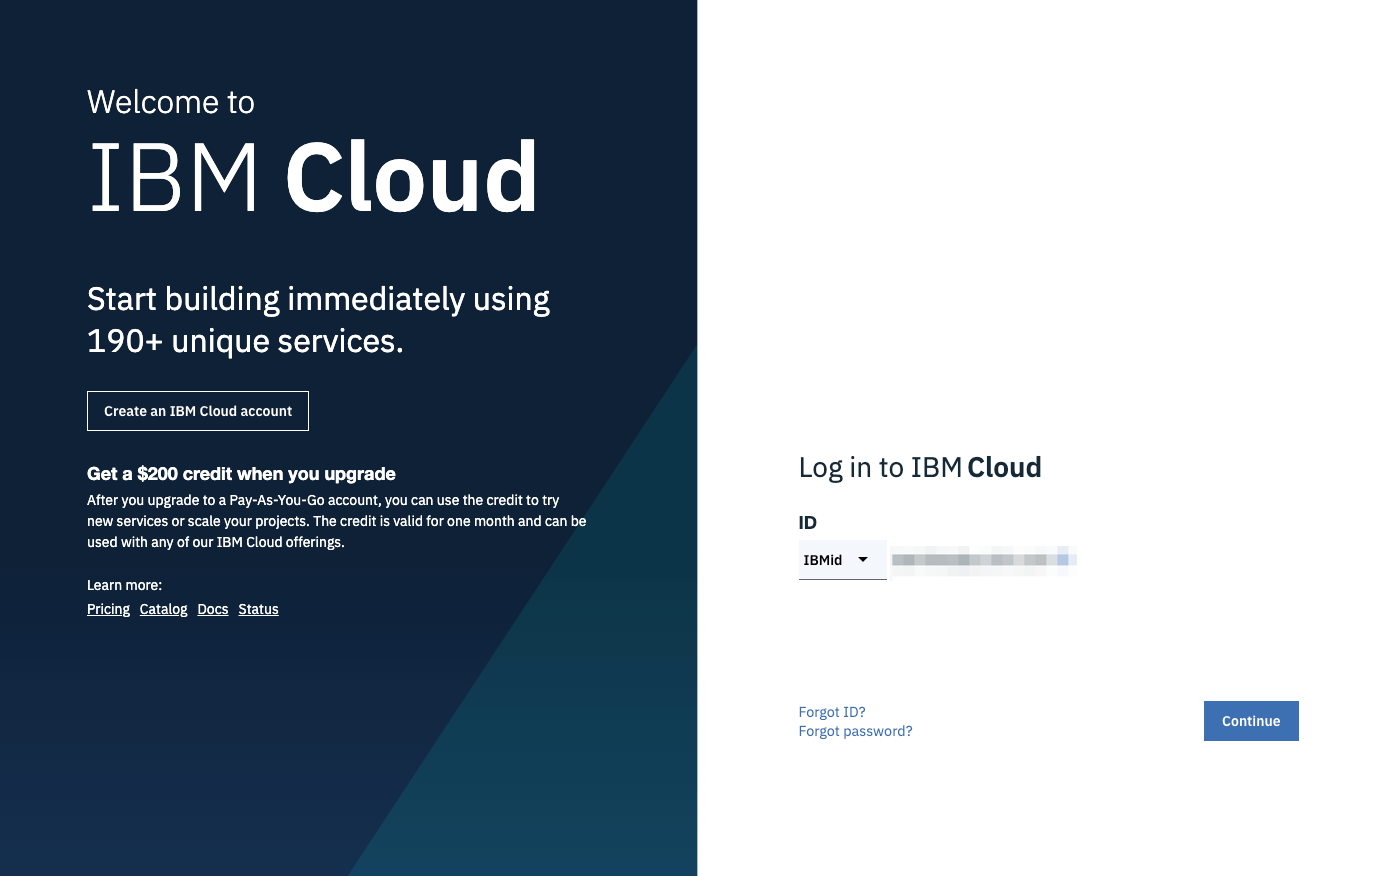 Welcome to
IBM Cloud
Start building immediately using
190+ unique services.
Create an IBM Cloud account
Get a $200 credit when you upgrade
After you upgrade to a Pay-As-You-Go account, you can use the credit to try
new services or scale your projects. The credit is valid for one month and can be
used with any of our IBM Cloud offerings.
Learn more:
Pricing Catalog Docs Status
Log in to IBM Cloud
ID
IBMid
Forgot ID?
Forgot password?
Continue